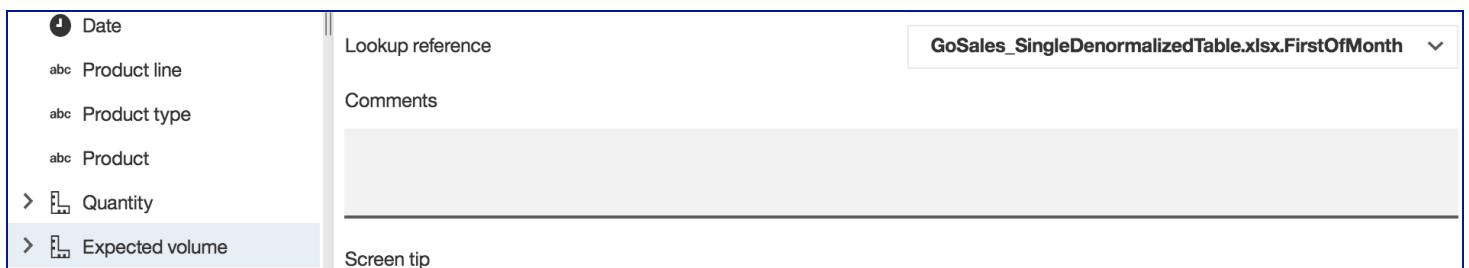 Date
abc Product line
abc Product type
abc Product
Quantity
Expected volume
Lookup reference
GoSales_SingleDenormalizedTable.xlsx.FirstOfMonth
Comments
Screen tip